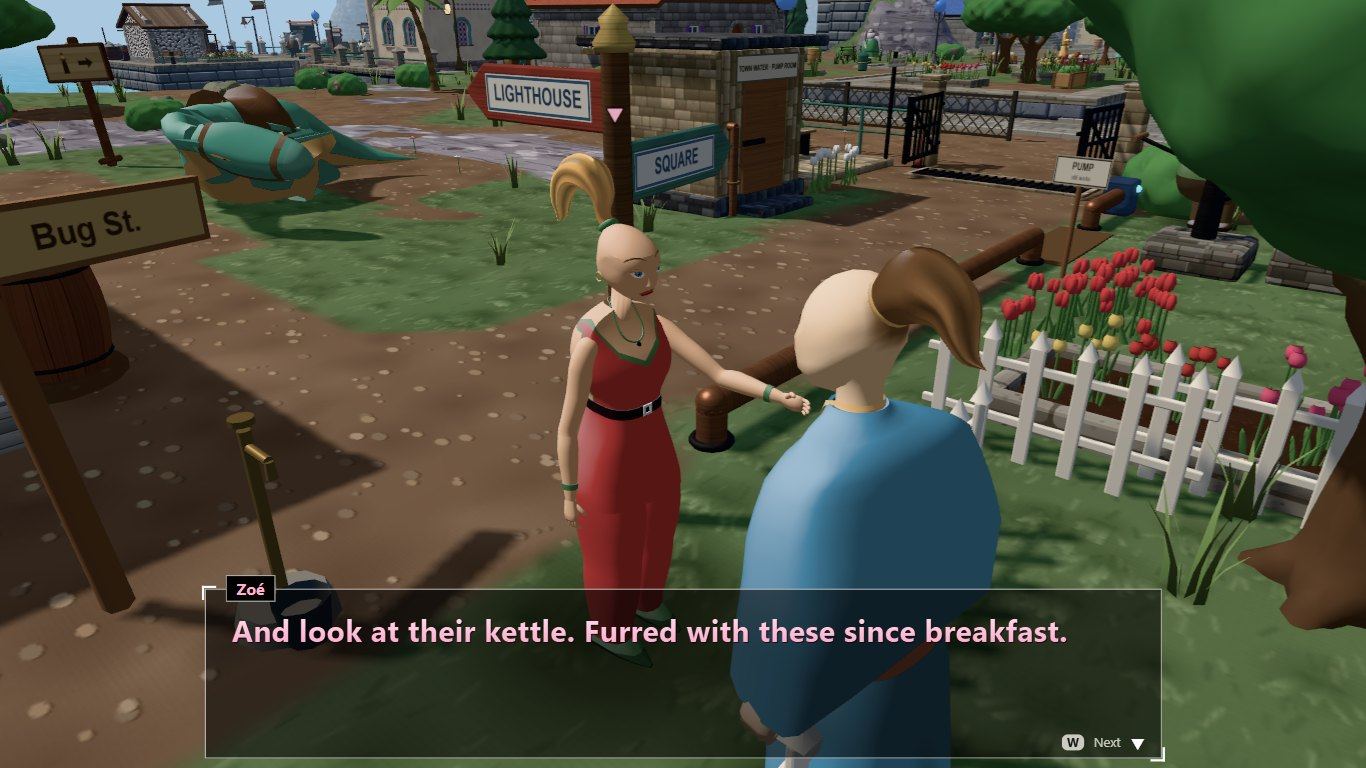 LIGHTHOUSE
TOWN WATER · PUMP ROOM
SQUARE
PUMP
Bug St.
Zoé
And look at their kettle. Furred with these since breakfast.
W Next